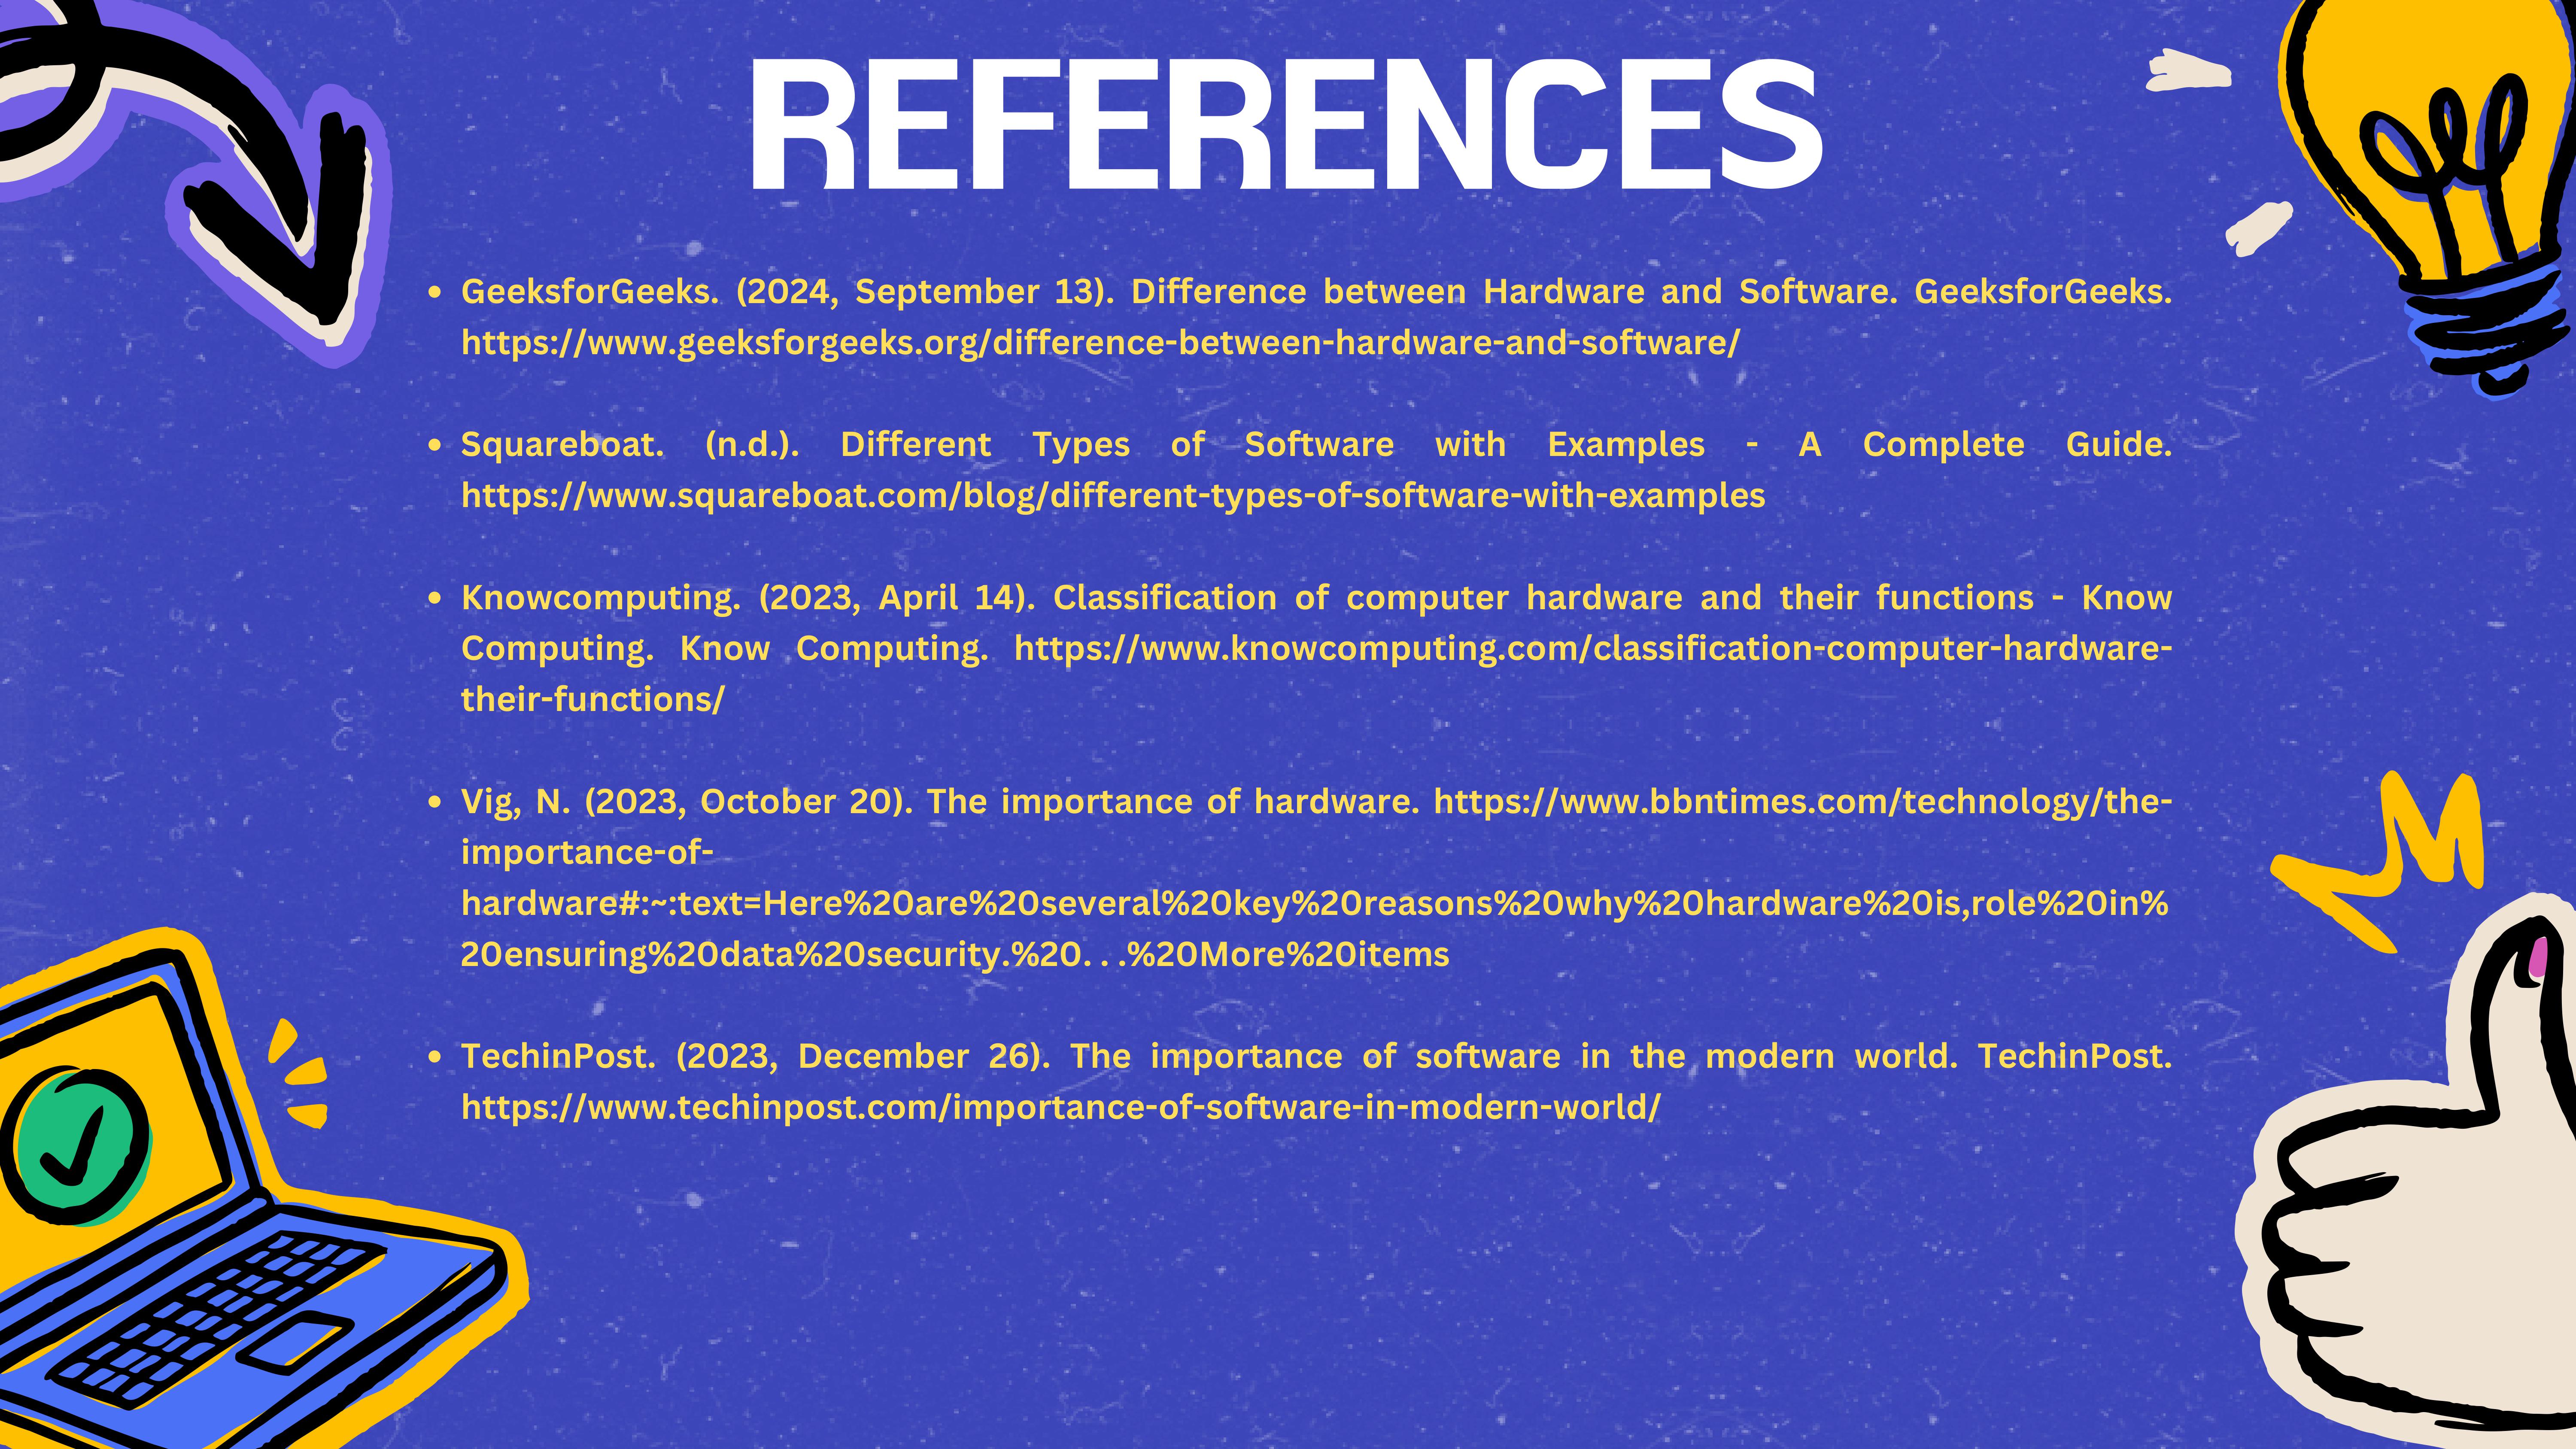 REFERENCES
• GeeksforGeeks. (2024, September 13). Difference between Hardware and Software. GeeksforGeeks.
https://www.geeksforgeeks.org/difference-between-hardware-and-software/
• Squareboat. (n.d.). Different Types of Software with Examples - A Complete Guide.
https://www.squareboat.com/blog/different-types-of-software-with-examples
• Knowcomputing. (2023, April 14). Classification of computer hardware and their functions - Know
Computing. Know Computing. https://www.knowcomputing.com/classification-computer-hardware-
their-functions/
• Vig, N. (2023, October 20). The importance of hardware. https://www.bbntimes.com/technology/the-
importance-of-
hardware#:~:text=Here%20are%20several%20key%20reasons%20why%20hardware%20is,role%20in%
20ensuring%20data%20security.%20. . .%20More%20items
• TechinPost. (2023, December 26). The importance of software in the modern world. TechinPost.
https://www.techinpost.com/importance-of-software-in-modern-world/